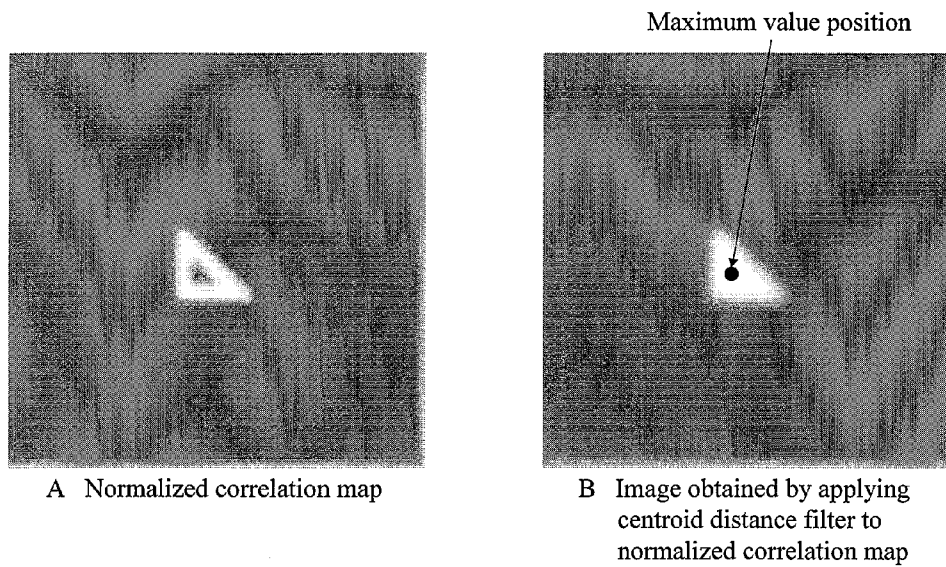 Maximum value position
A Normalized correlation map
B Image obtained by applying
centroid distance filter to
normalized correlation map